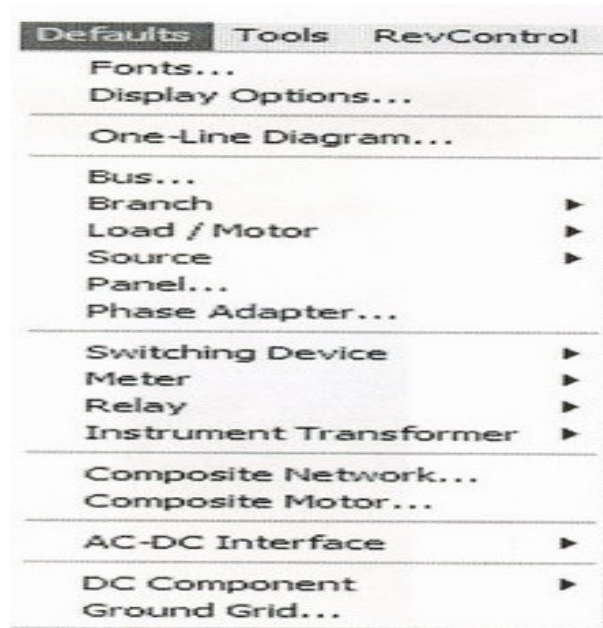 Defaults Tools RevControl
Fonts...
Display Options...
One-Line Diagram...
Bus...
Branch
Load / Motor
Source
Panel...
Phase Adapter...
Switching Device
Meter
Relay
Instrument Transformer
Composite Network...
Composite Motor...
AC-DC Interface
DC Component
Ground Grid...